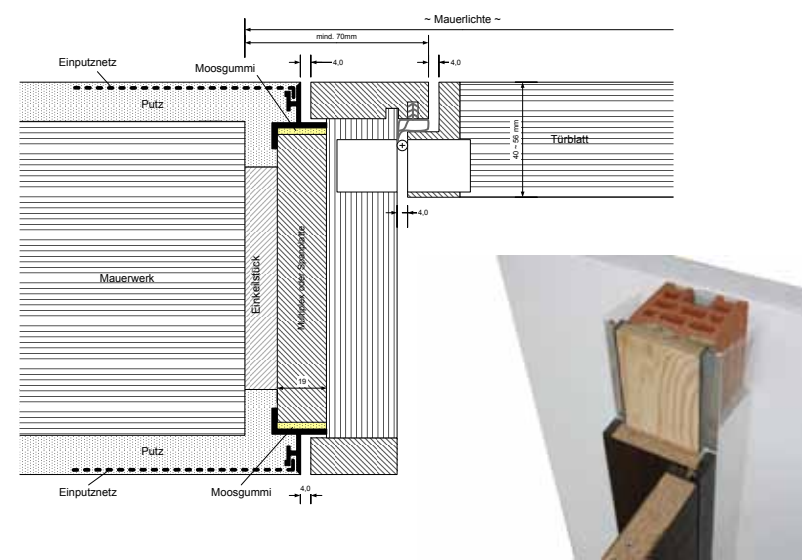 ~ Mauerlichte ~
mind. 70mm
Einputznetz
Moosgummi
4,0
4,0
Putz
40 ~ 56 mm
Türblatt
4,0
Mauerwerk
Einkeilstück
Multiplex oder Spanplatte
19
Putz
Einputznetz
Moosgummi
4,0